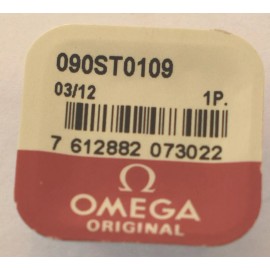 090ST0109
03/12 1P.
7 612882 073022
Ω
OMEGA
ORIGINAL